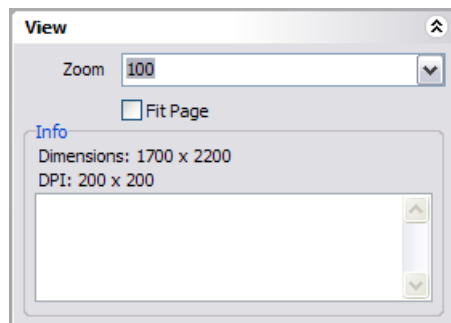 View
Zoom 100
Fit Page
Info
Dimensions: 1700 x 2200
DPI: 200 x 200